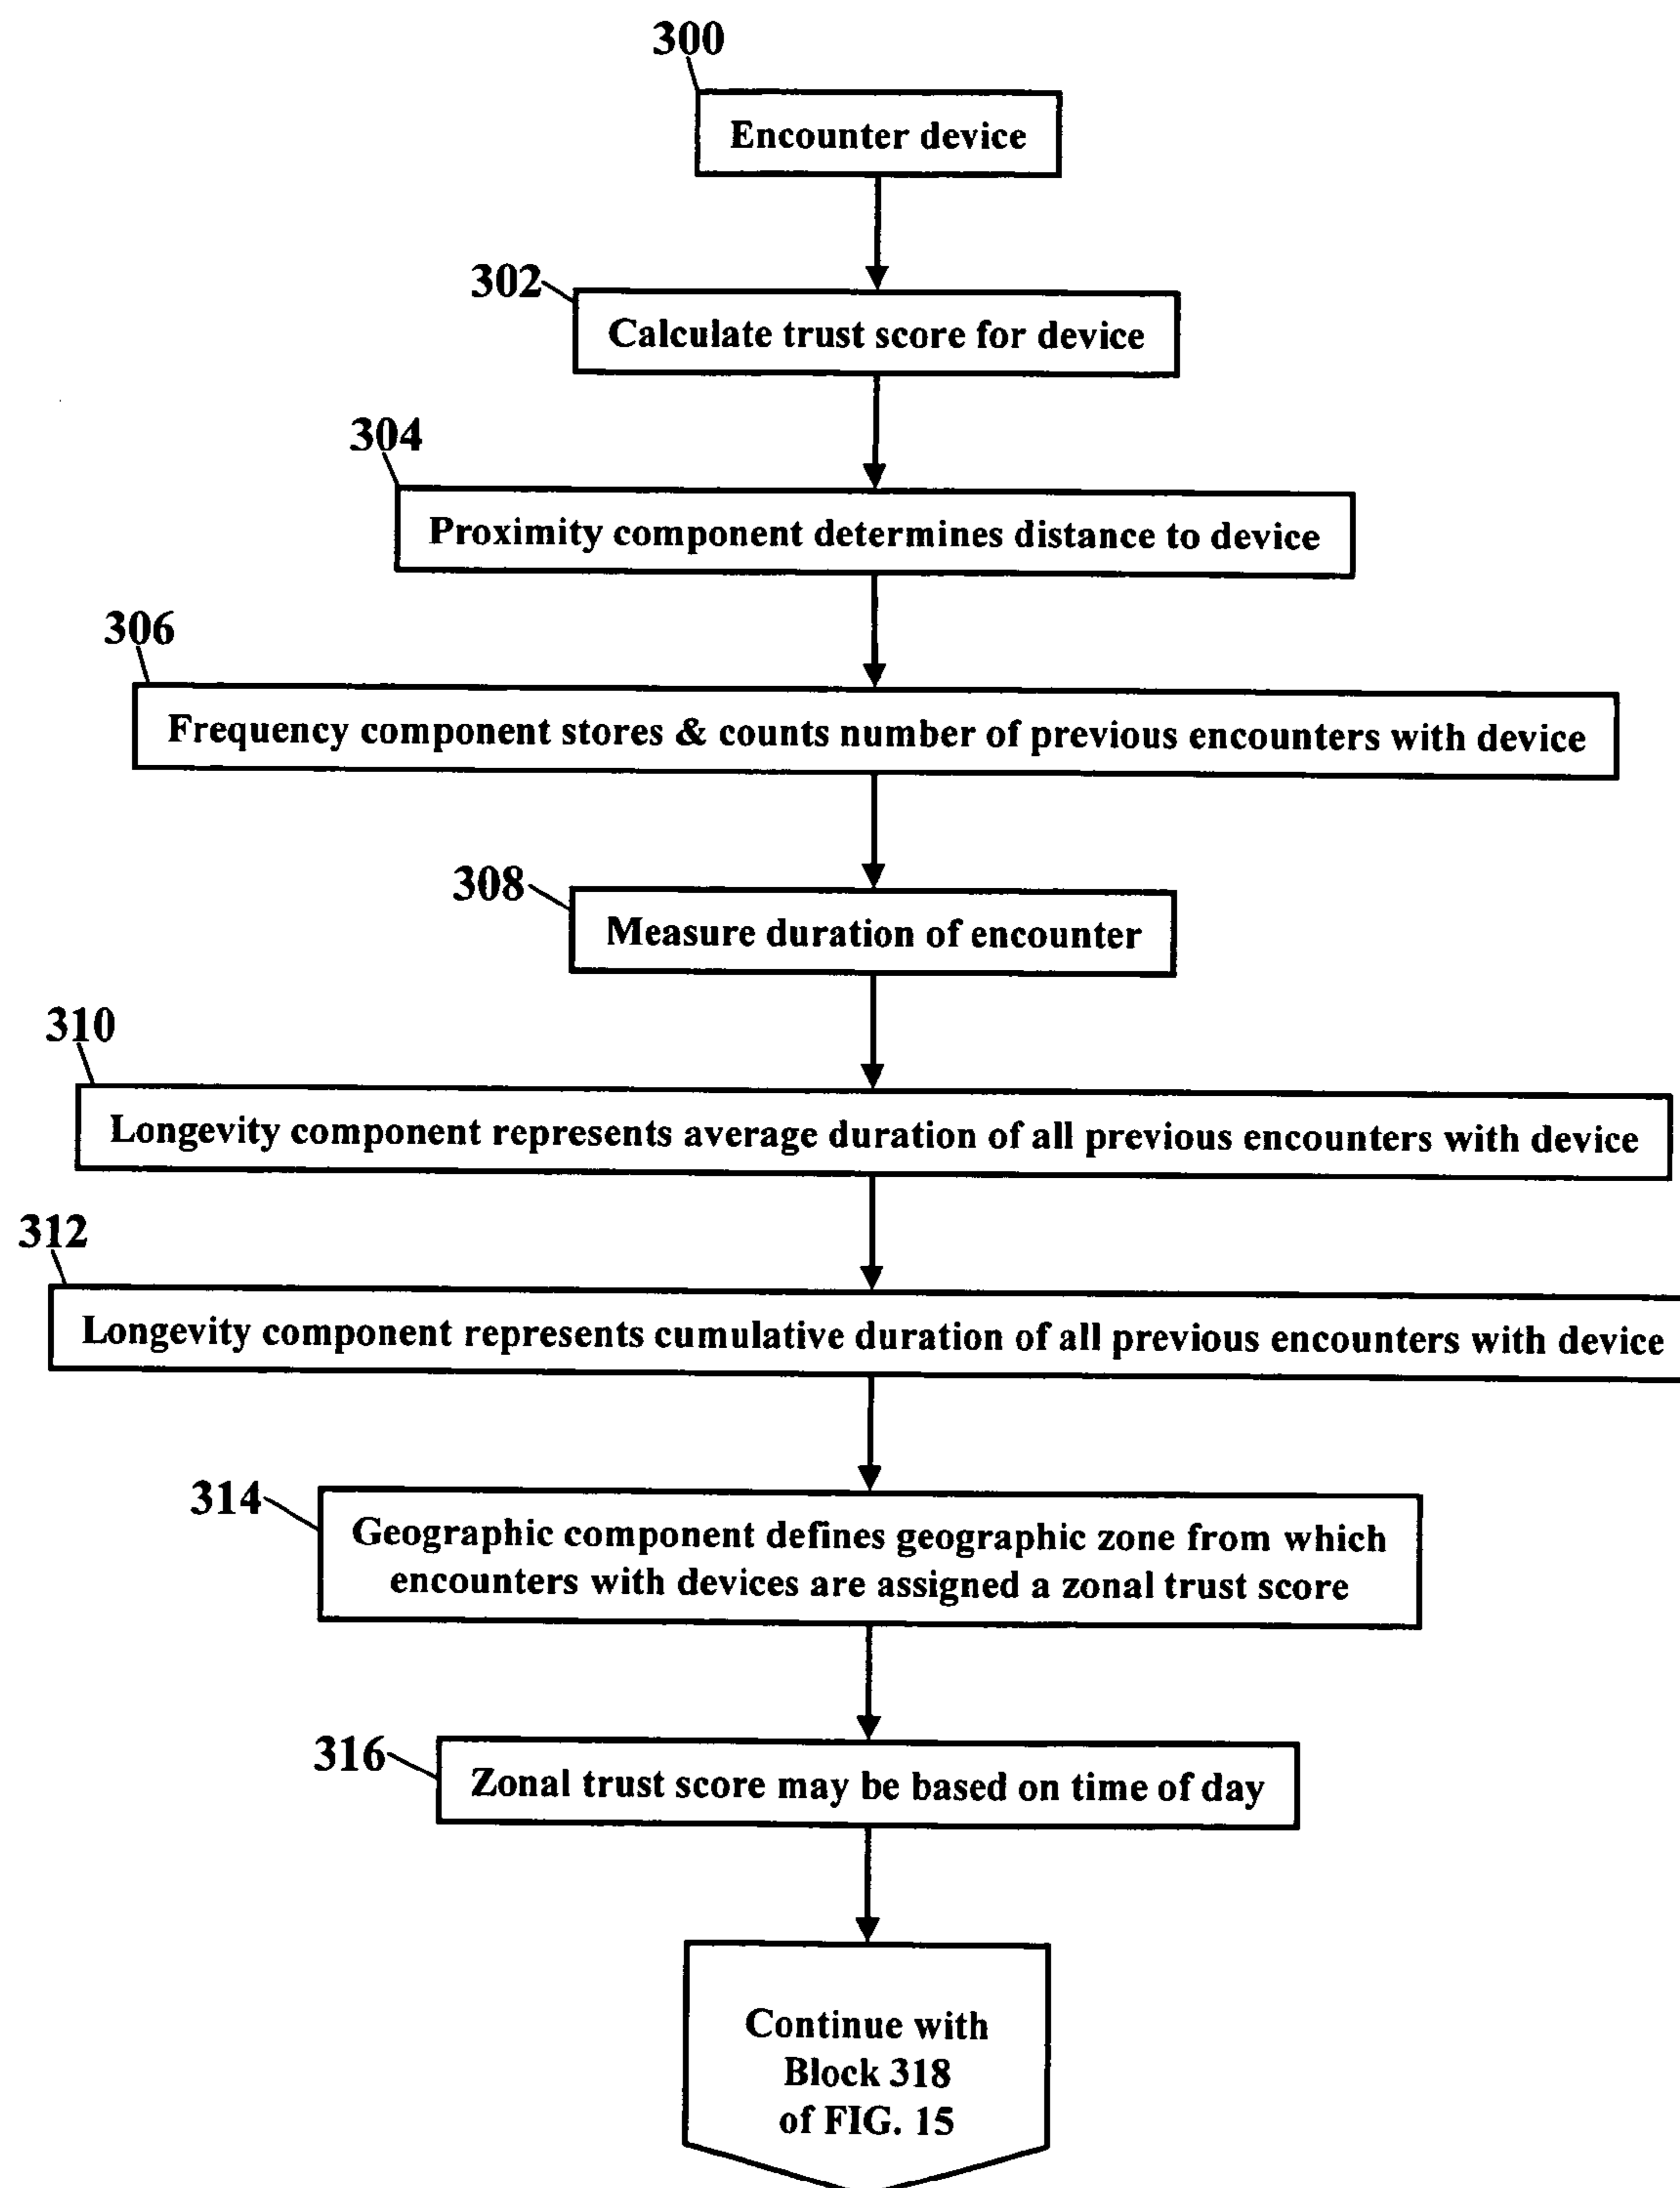 300
Encounter device
302
Calculate trust score for device
304
Proximity component determines distance to device
306
Frequency component stores & counts number of previous encounters with device
308
Measure duration of encounter
310
Longevity component represents average duration of all previous encounters with device
312
Longevity component represents cumulative duration of all previous encounters with device
314
Geographic component defines geographic zone from which
encounters with devices are assigned a zonal trust score
316
Zonal trust score may be based on time of day
Continue with
Block 318
of FIG. 15